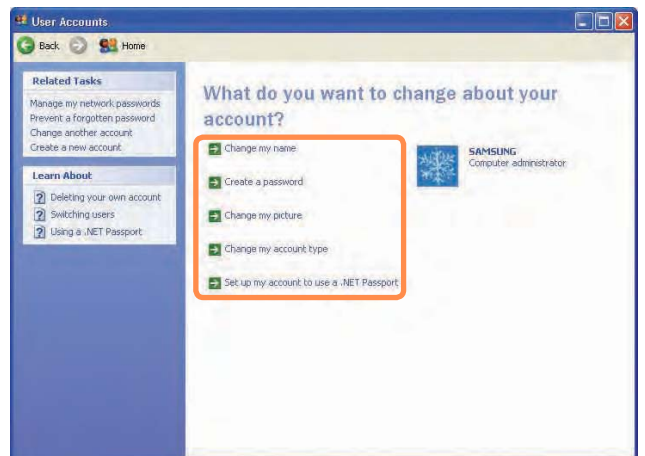 User Accounts
Back
Home
Related Tasks
Manage my network passwords
Prevent a forgotten password
Change another account
Create a new account
Learn About
Deleting your own account
Switching users
Using a .NET Passport
What do you want to change about your
account?
Change my name
Create a password
Change my picture
Change my account type
Set up my account to use a .NET Passport
SAMSUNG
Computer administrator